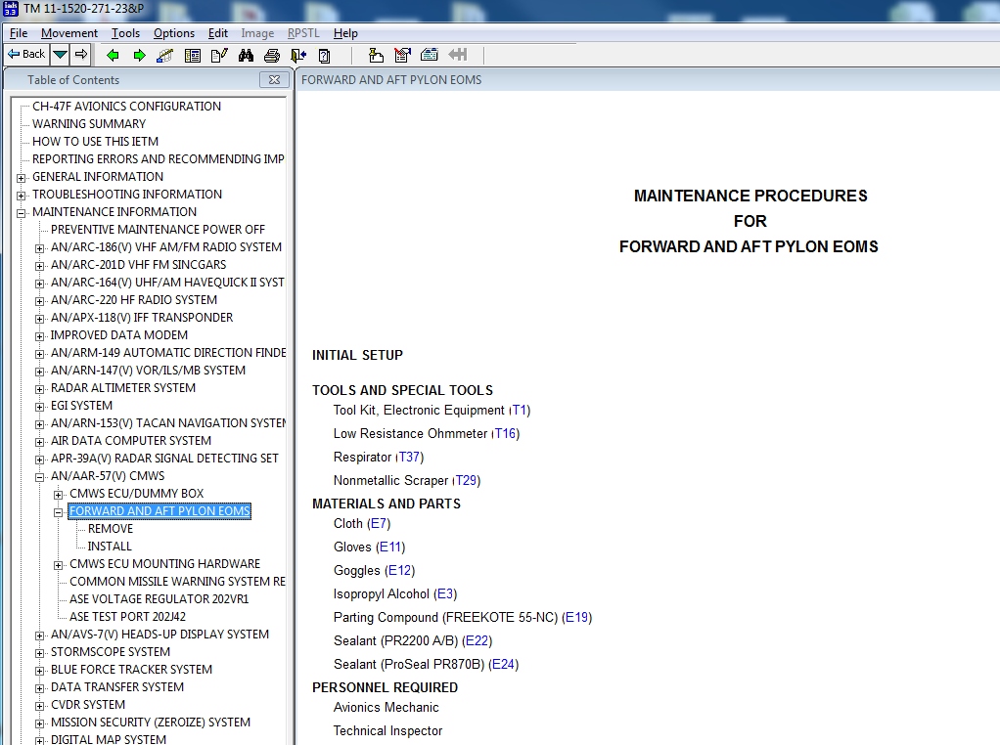 iads 3.3 TM 11-1520-271-23&P
File Movement Tools Options Edit Image RPSTL Help
Back
Table of Contents
CH-47F AVIONICS CONFIGURATION
WARNING SUMMARY
HOW TO USE THIS IETM
REPORTING ERRORS AND RECOMMENDING IMP
GENERAL INFORMATION
TROUBLESHOOTING INFORMATION
MAINTENANCE INFORMATION
PREVENTIVE MAINTENANCE POWER OFF
AN/ARC-186(V) VHF AM/FM RADIO SYSTEM
AN/ARC-201D VHF FM SINCGARS
AN/ARC-164(V) UHF/AM HAVEQUICK II SYST
AN/ARC-220 HF RADIO SYSTEM
AN/APX-118(V) IFF TRANSPONDER
IMPROVED DATA MODEM
AN/ARM-149 AUTOMATIC DIRECTION FINDE
AN/ARN-147(V) VOR/ILS/MB SYSTEM
RADAR ALTIMETER SYSTEM
EGI SYSTEM
AN/ARN-153(V) TACAN NAVIGATION SYSTEM
AIR DATA COMPUTER SYSTEM
APR-39A(V) RADAR SIGNAL DETECTING SET
AN/AAR-57(V) CMWS
CMWS ECU/DUMMY BOX
FORWARD AND AFT PYLON EOMS
REMOVE
INSTALL
CMWS ECU MOUNTING HARDWARE
COMMON MISSILE WARNING SYSTEM RE
ASE VOLTAGE REGULATOR 202VR1
ASE TEST PORT 202J42
AN/AVS-7(V) HEADS-UP DISPLAY SYSTEM
STORMSCOPE SYSTEM
BLUE FORCE TRACKER SYSTEM
DATA TRANSFER SYSTEM
CVDR SYSTEM
MISSION SECURITY (ZEROIZE) SYSTEM
DIGITAL MAP SYSTEM
FORWARD AND AFT PYLON EOMS
MAINTENANCE PROCEDURES
FOR
FORWARD AND AFT PYLON EOMS
INITIAL SETUP
TOOLS AND SPECIAL TOOLS
Tool Kit, Electronic Equipment (T1)
Low Resistance Ohmmeter (T16)
Respirator (T37)
Nonmetallic Scraper (T29)
MATERIALS AND PARTS
Cloth (E7)
Gloves (E11)
Goggles (E12)
Isopropyl Alcohol (E3)
Parting Compound (FREEKOTE 55-NC) (E19)
Sealant (PR2200 A/B) (E22)
Sealant (ProSeal PR870B) (E24)
PERSONNEL REQUIRED
Avionics Mechanic
Technical Inspector